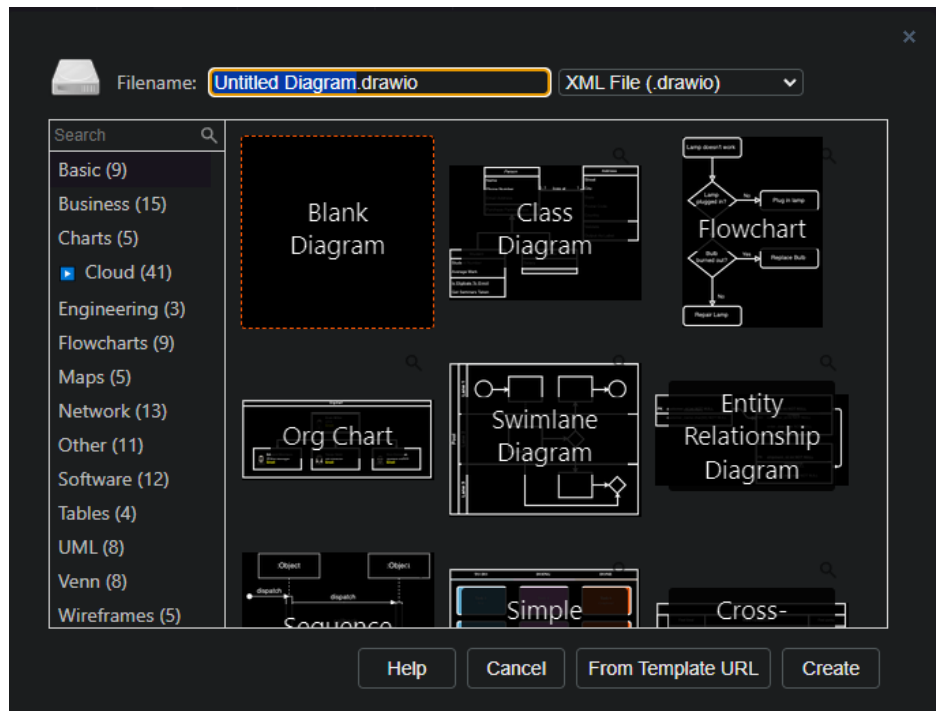 Filename:
Untitled Diagram.drawio
XML File (.drawio)
Search
Basic (9)
Business (15)
Charts (5)
Cloud (41)
Engineering (3)
Flowcharts (9)
Maps (5)
Network (13)
Other (11)
Software (12)
Tables (4)
UML (8)
Venn (8)
Wireframes (5)
Blank
Diagram
Class
Diagram
Lamp doesn't work
Lamp
plugged in?
No
Plug in lamp
Flowchart
Bulb
burned out?
Yes
Replace Bulb
No
Repair Lamp
Org Chart
Swimlane
Diagram
Entity
Relationship
Diagram
:Object
:Object
dispatch
dispatch
Sequence
Simple
Cross-
Help
Cancel
From Template URL
Create